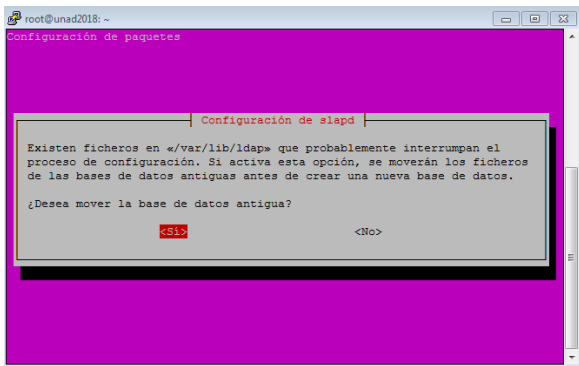 root@unad2018: ~
Configuración de paquetes
Configuración de slapd
Existen ficheros en «/var/lib/ldap» que probablemente interrumpan el
proceso de configuración. Si activa esta opción, se moverán los ficheros
de las bases de datos antiguas antes de crear una nueva base de datos.
¿Desea mover la base de datos antigua?
<Sí> <No>